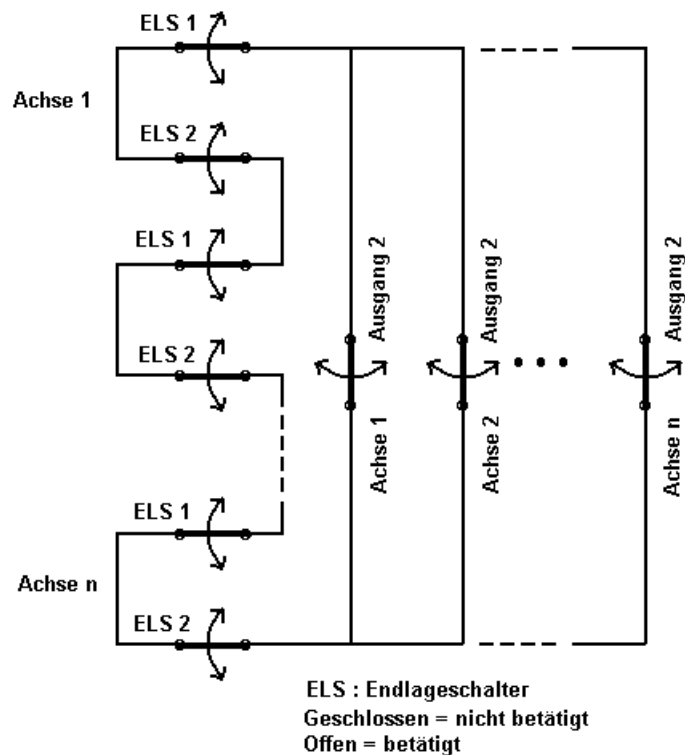 ELS 1
Achse 1
ELS 2
ELS 1
ELS 2
Ausgang 2
Achse 1
Ausgang 2
Achse 2
Ausgang 2
Achse n
ELS 1
Achse n
ELS 2
ELS : Endlageschalter
Geschlossen = nicht betätigt
Offen = betätigt